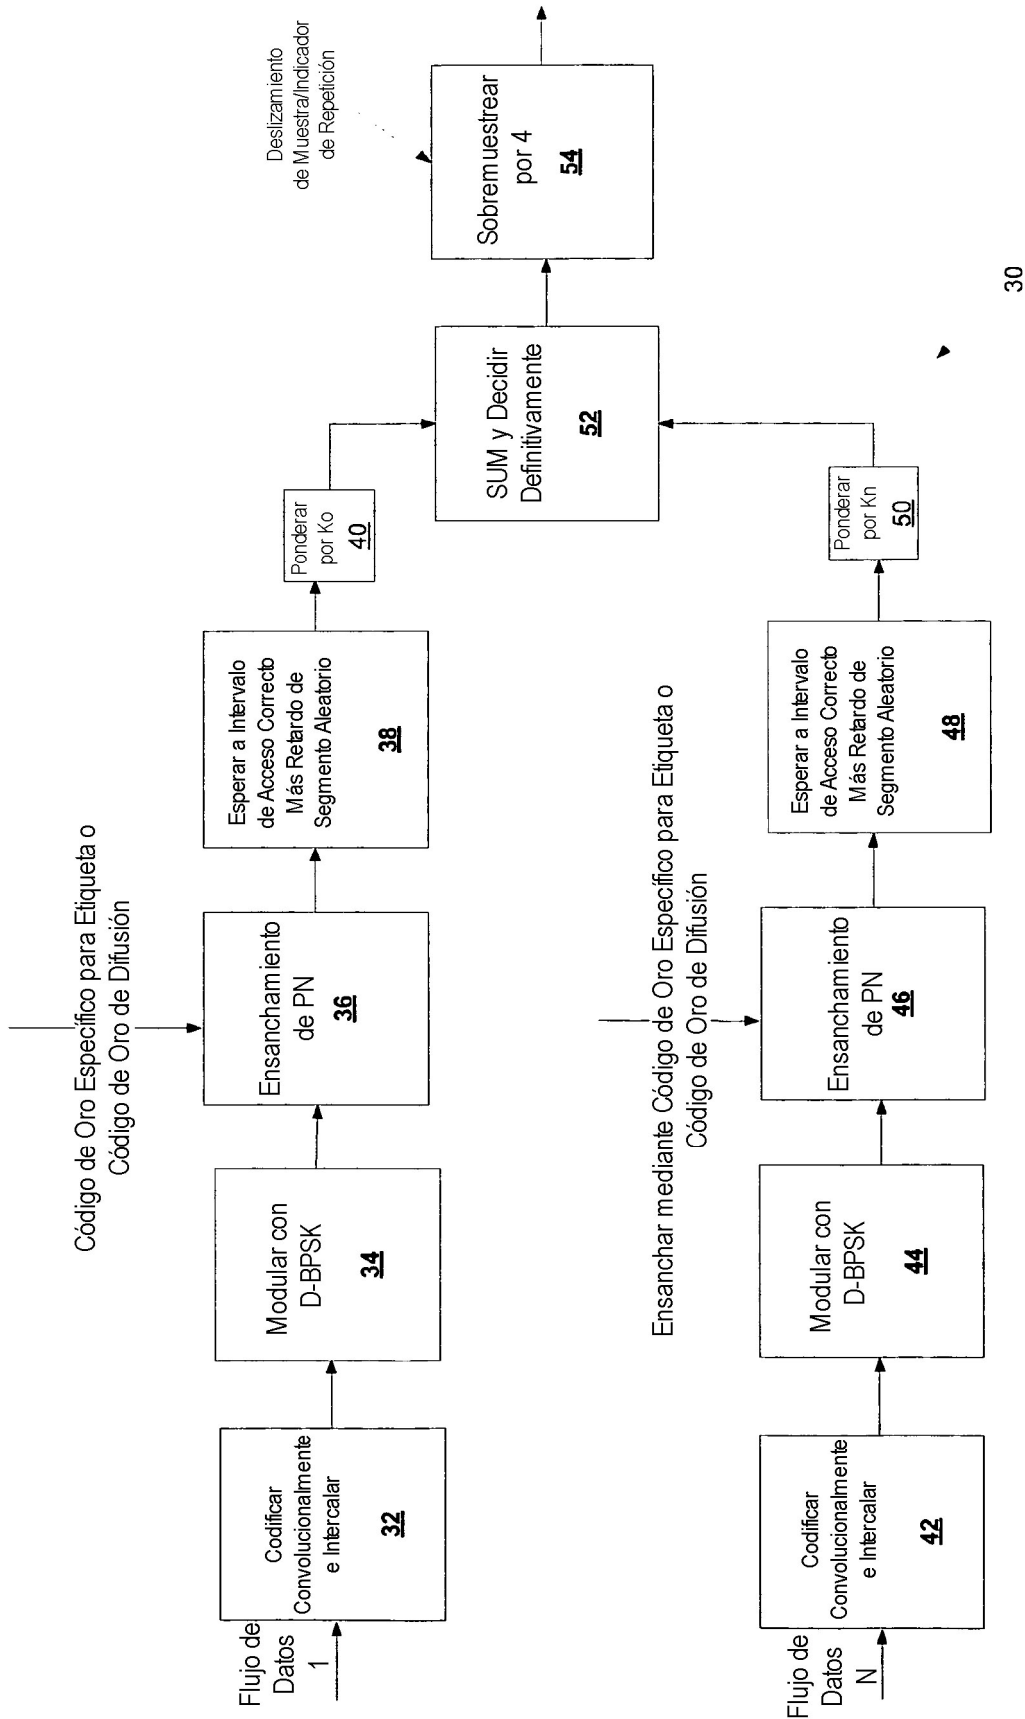 Flujo de
Datos
1
Codificar
Convolucionalmente
e Intercalar
32
Modular con
D-BPSK
34
Código de Oro Específico para Etiqueta o
Código de Oro de Difusión
Ensanchamiento
de PN
36
Esperar a Intervalo
de Acceso Correcto
Más Retardo de
Segmento Aleatorio
38
Ponderar
por Ko
40
SUM y Decidir
Definitivamente
52
Deslizamiento
de Muestra/Indicador
de Repetición
Sobremuestrear
por 4
54
Flujo de
Datos
N
Codificar
Convolucionalmente
e Intercalar
42
Modular con
D-BPSK
44
Ensanchar mediante Código de Oro Específico para Etiqueta o
Código de Oro de Difusión
Ensanchamiento
de PN
46
Esperar a Intervalo
de Acceso Correcto
Más Retardo de
Segmento Aleatorio
48
Ponderar
por Kn
50
30